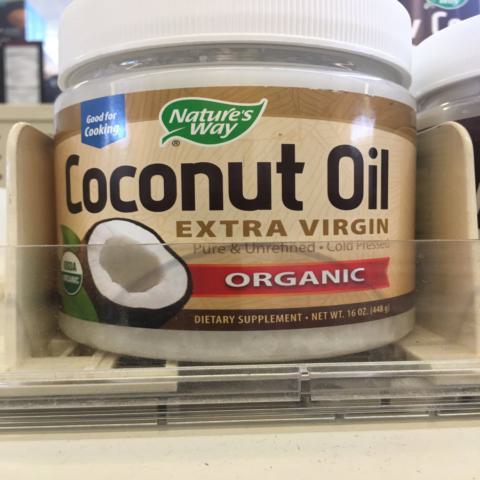 Good for
Cooking
Nature's
Way
®
Coconut Oil
EXTRA VIRGIN
Pure & Unrefined • Cold Pressed
ORGANIC
USDA
ORGANIC
DIETARY SUPPLEMENT • NET WT. 16 OZ. (448 g)